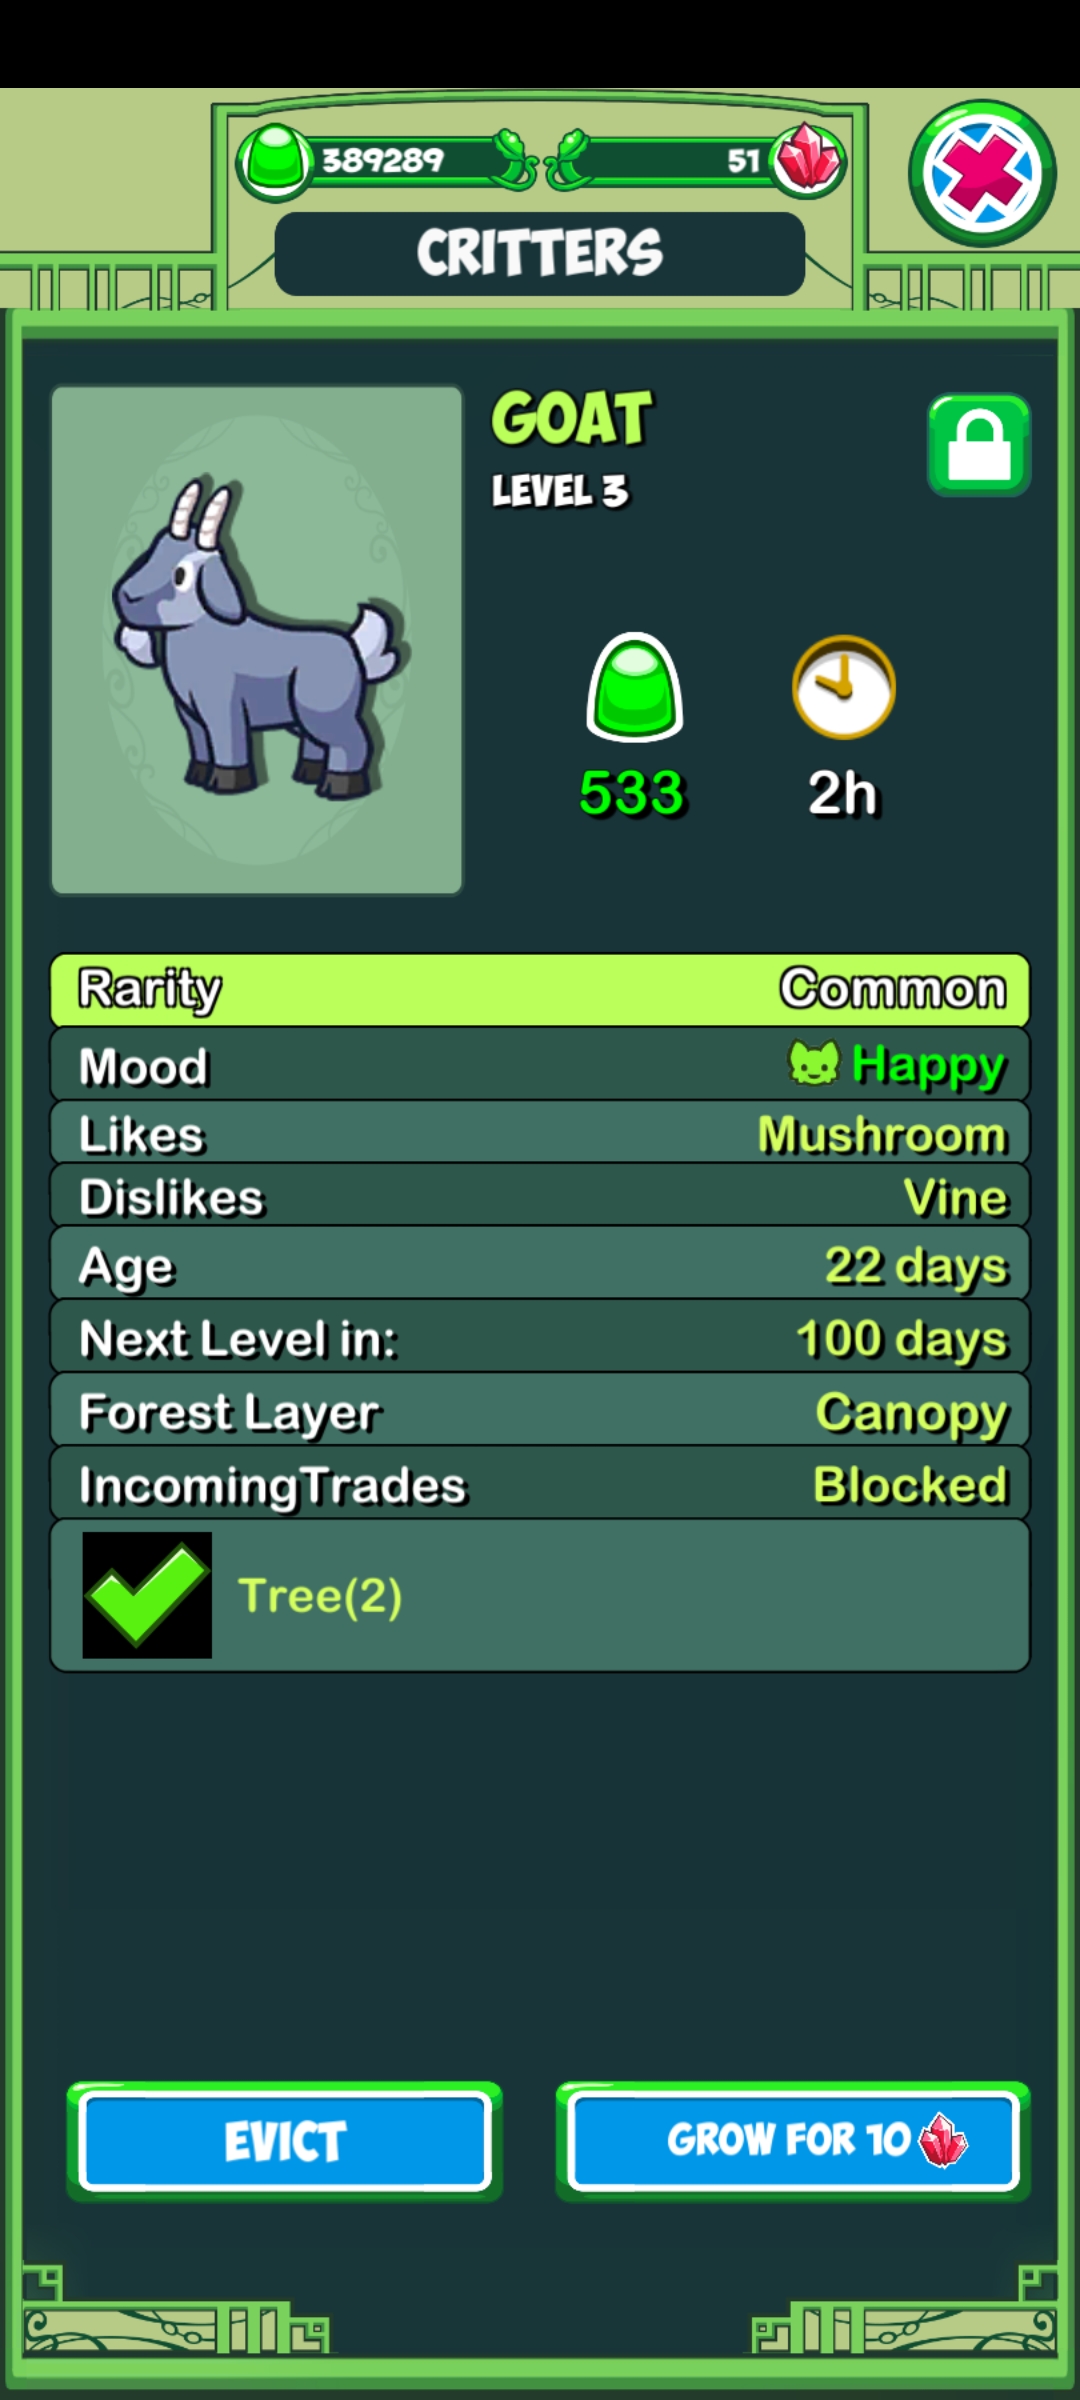 389289 51
CRITTERS
GOAT
LEVEL 3
533 2h
Rarity Common
Mood Happy
Likes Mushroom
Dislikes Vine
Age 22 days
Next Level in: 100 days
Forest Layer Canopy
IncomingTrades Blocked
Tree(2)
EVICT GROW FOR 10